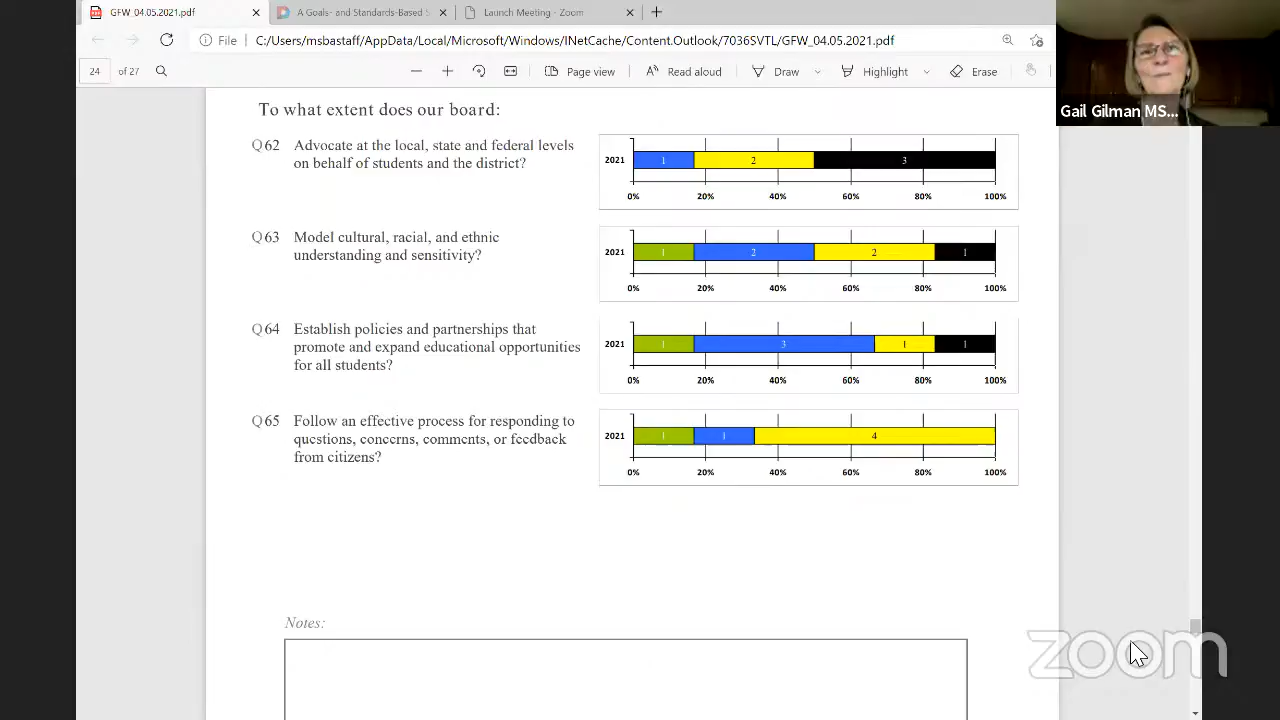 GFW_04.05.2021.pdf
A Goals- and Standards-Based S
Launch Meeting - Zoom
File
C:/Users/msbastaff/AppData/Local/Microsoft/Windows/INetCache/Content.Outlook/7036SVTL/GFW_04.05.2021.pdf
24 of 27
Page view
Read aloud
Draw
Highlight
Erase
Gail Gilman MS...
To what extent does our board:
Q62 Advocate at the local, state and federal levels
on behalf of students and the district?
2021 1 2 3
0% 20% 40% 60% 80% 100%
Q63 Model cultural, racial, and ethnic
understanding and sensitivity?
2021 1 2 2 1
0% 20% 40% 60% 80% 100%
Q64 Establish policies and partnerships that
promote and expand educational opportunities
for all students?
2021 1 3 1 1
0% 20% 40% 60% 80% 100%
Q65 Follow an effective process for responding to
questions, concerns, comments, or feedback
from citizens?
2021 1 1 4
0% 20% 40% 60% 80% 100%
Notes:
zoom